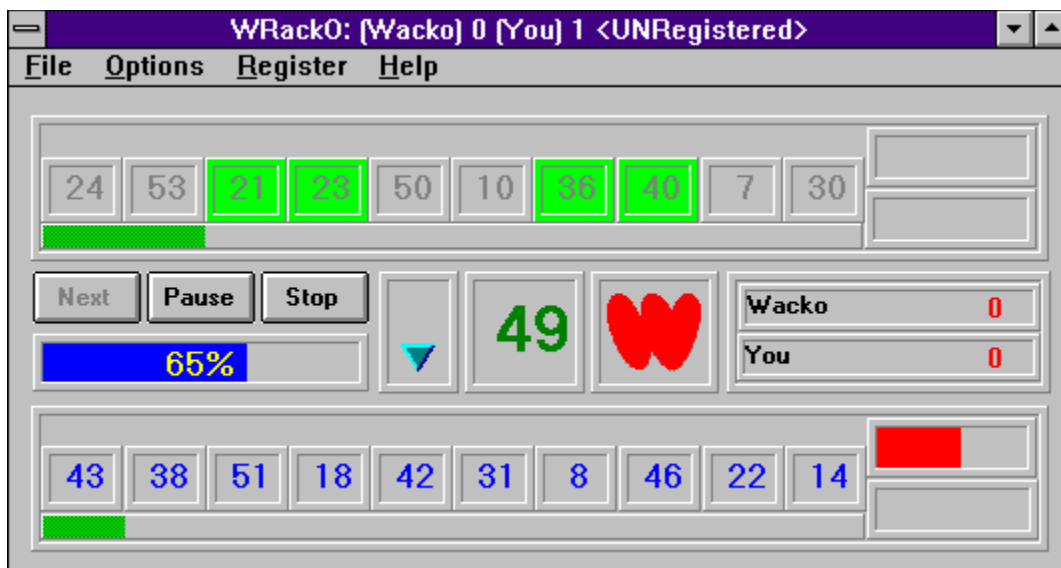 WRackO: (Wacko) 0 (You) 1 <UNRegistered>
File Options Register Help
24 53 21 23 50 10 36 40 7 30
Next Pause Stop
65%
49
W
Wacko 0
You 0
43 38 51 18 42 31 8 46 22 14